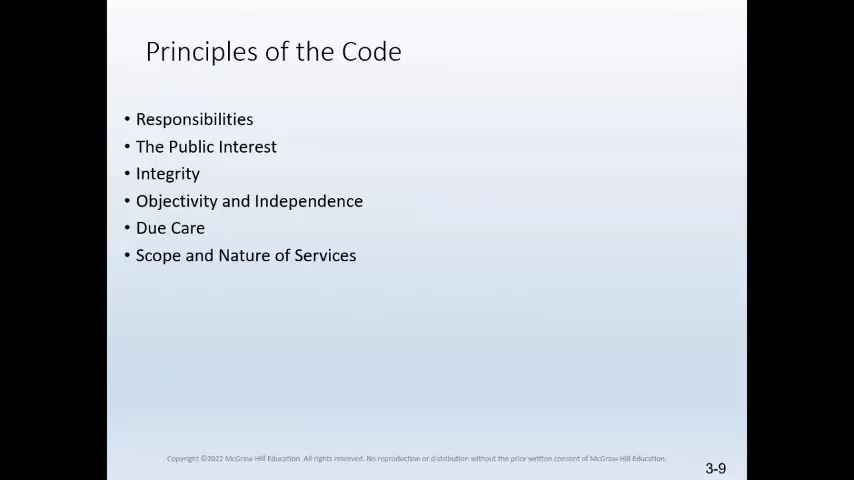 Principles of the Code
• Responsibilities
• The Public Interest
• Integrity
• Objectivity and Independence
• Due Care
• Scope and Nature of Services
Copyright ©2022 McGraw-Hill Education. All rights reserved. No reproduction or distribution without the prior written consent of McGraw-Hill Education.
3-9